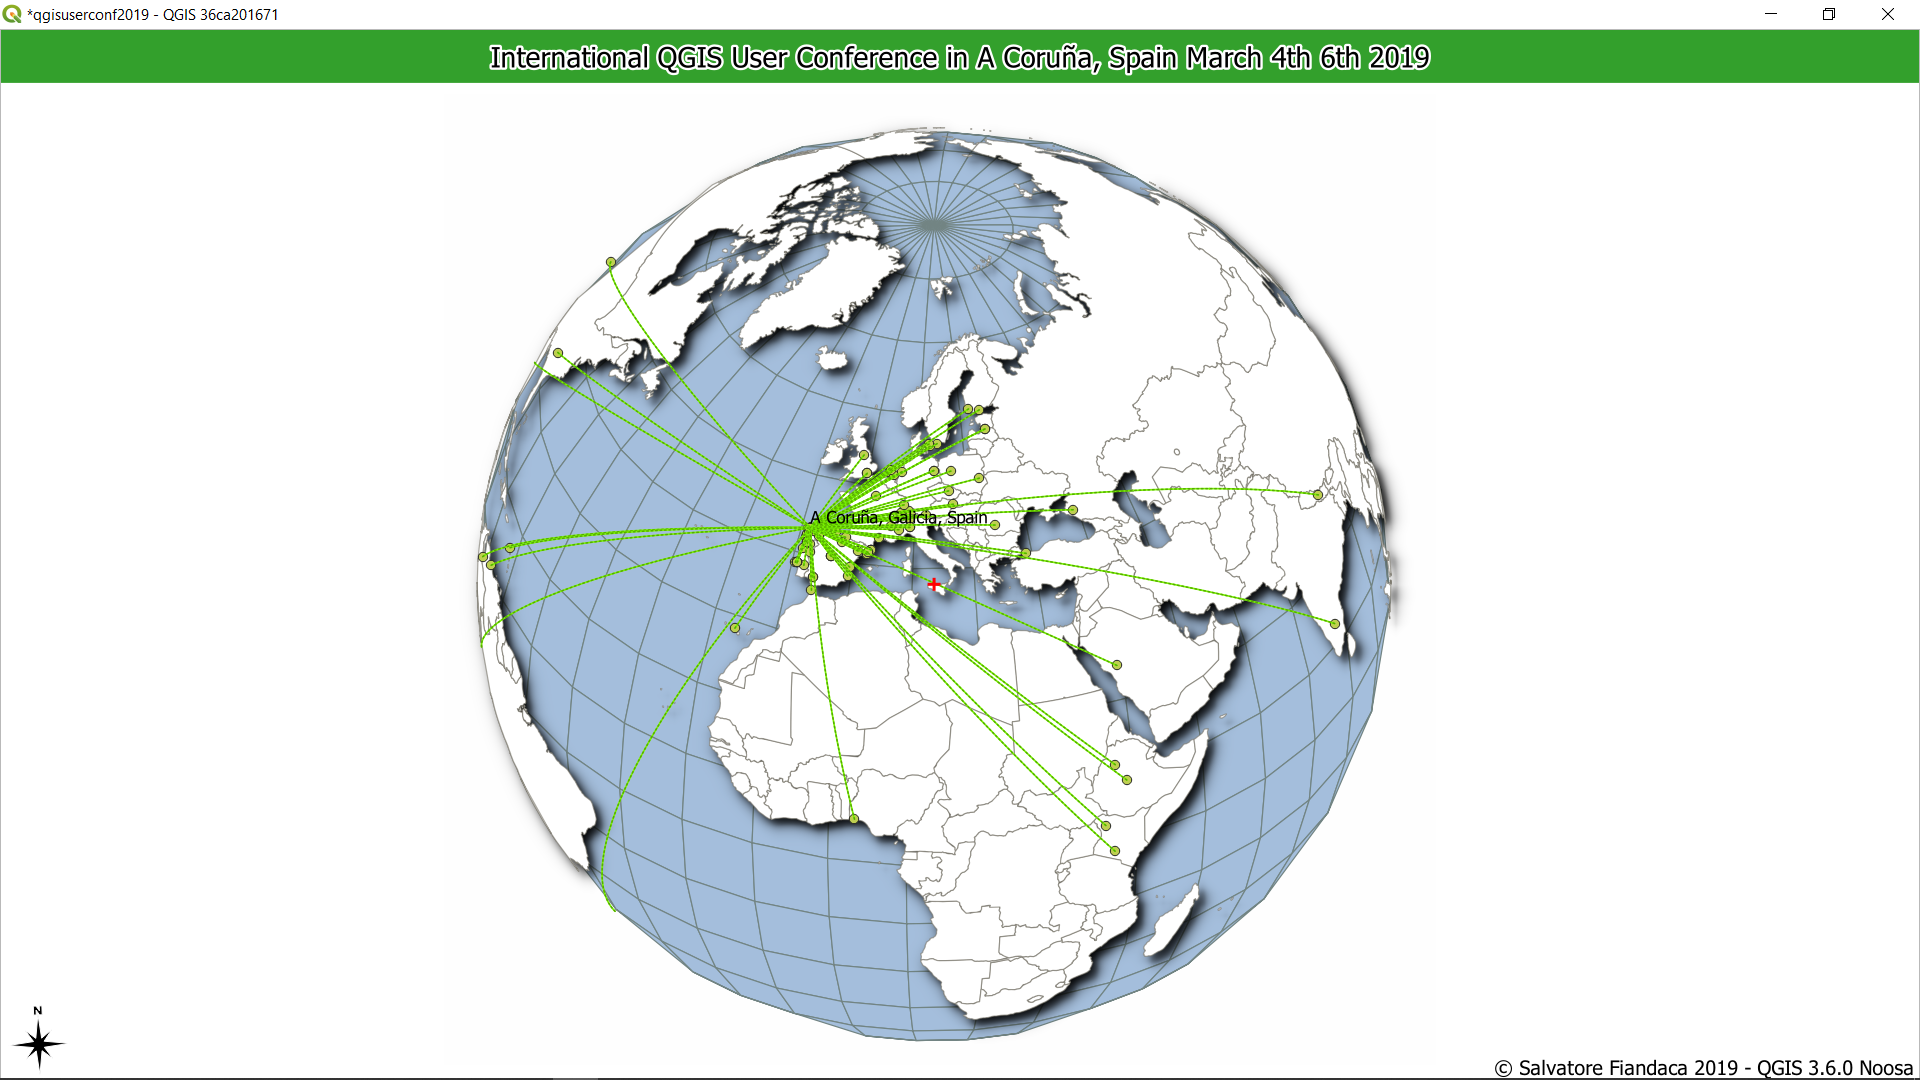 *qgisuserconf2019 - QGIS 36ca201671
International QGIS User Conference in A Coruña, Spain March 4th 6th 2019
A Coruña, Galicia, Spain
N
© Salvatore Fiandaca 2019 - QGIS 3.6.0 Noosa